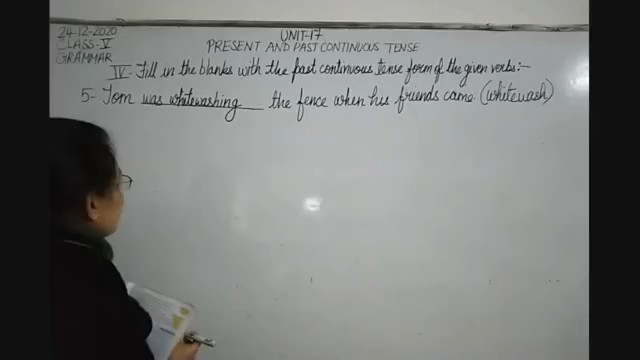 24-12-2020
CLASS-V
GRAMMAR
UNIT-17
PRESENT AND PAST CONTINUOUS TENSE
IV- Fill in the blanks with the past continuous tense form of the given verbs:-
5- Tom was whitewashing the fence when his friends came. (whitewash)